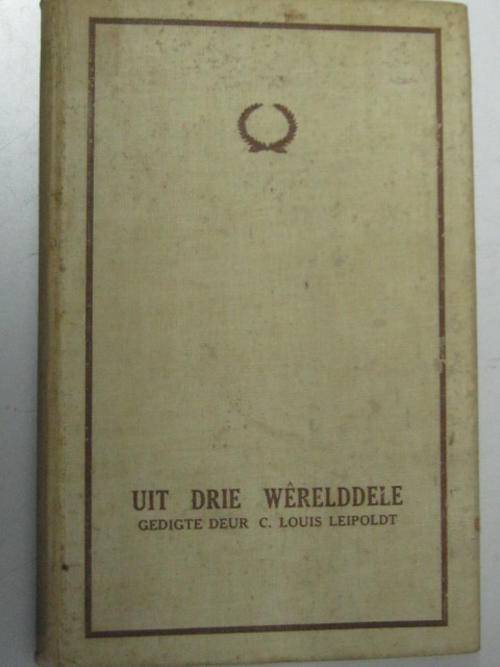 UIT DRIE WÊRELDDELE
GEDIGTE DEUR C. LOUIS LEIPOLDT